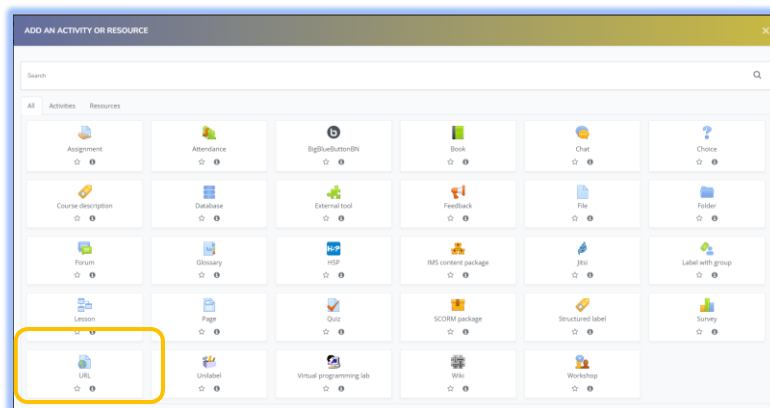 ADD AN ACTIVITY OR RESOURCE
Search
All Activities Resources
Assignment Attendance BigBlueButtonBN Book Chat Choice
Course description Database External tool Feedback File Folder
Forum Glossary H5P IMS content package Jitsi Label with group
Lesson Page Quiz SCORM package Structured label Survey
URL Unilabel Virtual programming lab Wiki Workshop